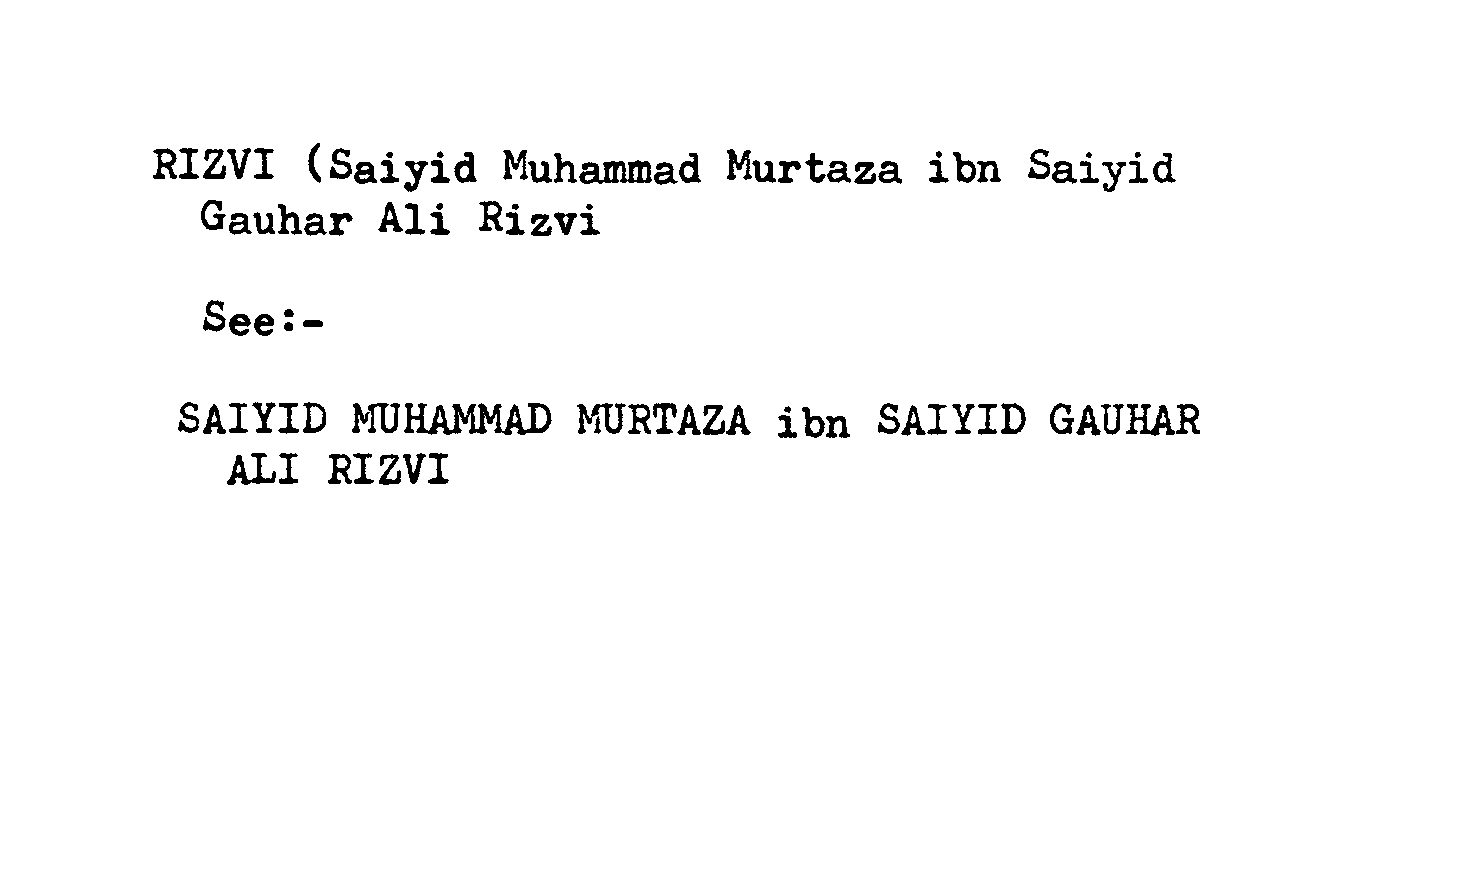 RIZVI (Saiyid Muhammad Murtaza ibn Saiyid
Gauhar Ali Rizvi
See:-
SAIYID MUHAMMAD MURTAZA ibn SAIYID GAUHAR
ALI RIZVI